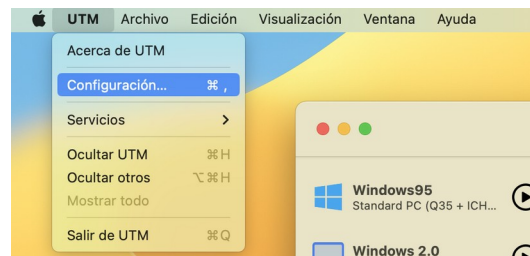 UTM Archivo Edición Visualización Ventana Ayuda
Acerca de UTM
Configuración... ⌘ ,
Servicios >
Ocultar UTM ⌘H
Ocultar otros ⌥⌘H
Mostrar todo
Salir de UTM ⌘Q
Windows95
Standard PC (Q35 + ICH...
Windows 2.0